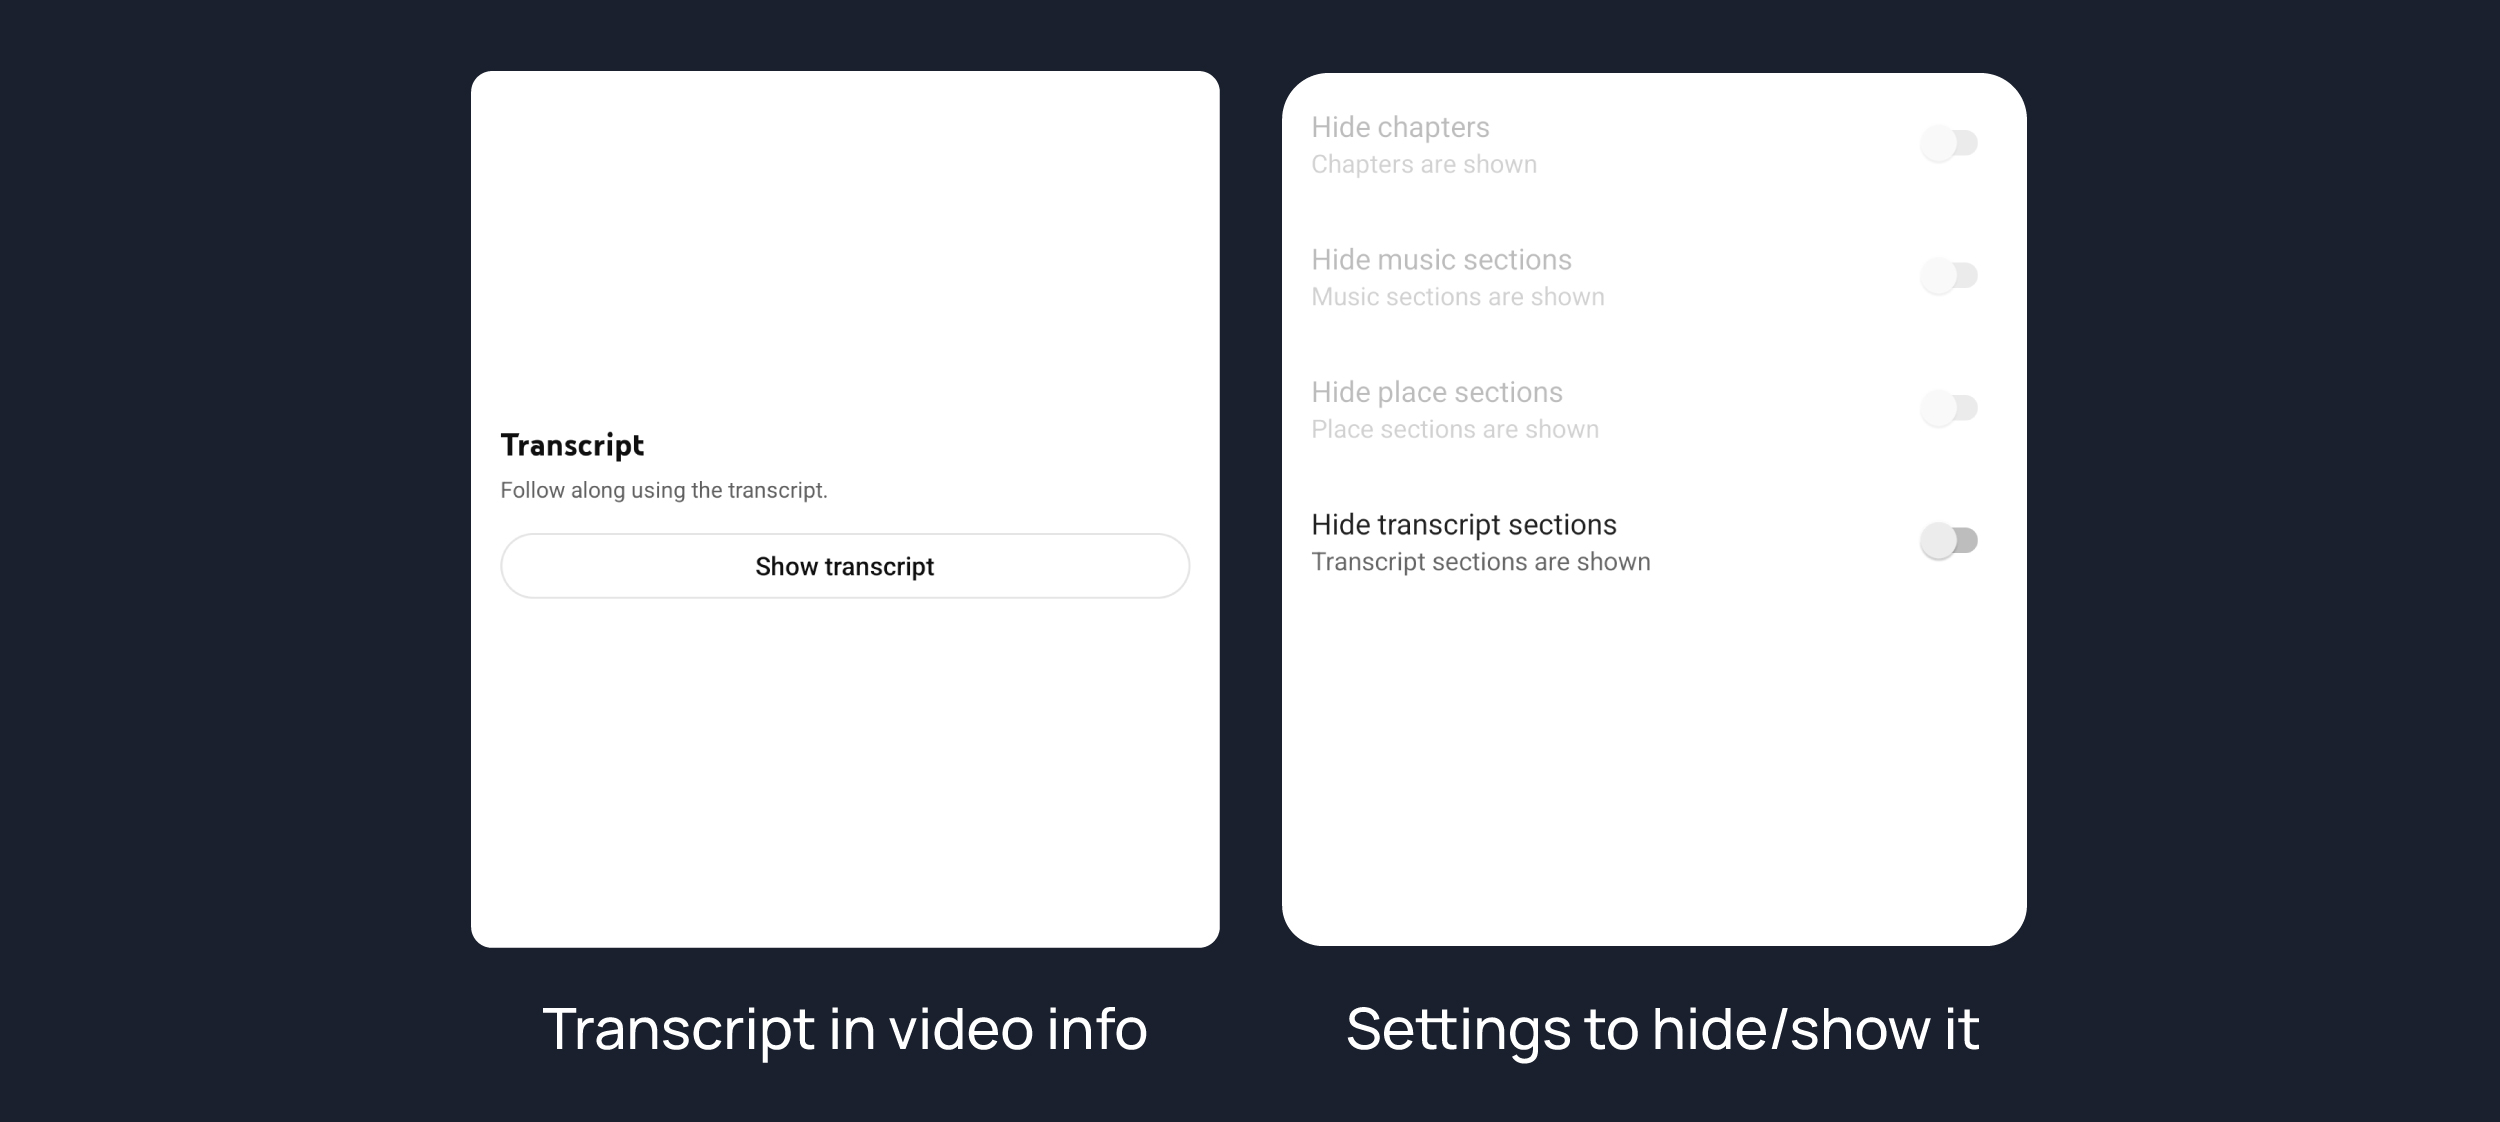 Transcript
Follow along using the transcript.
Show transcript
Transcript in video info
Hide chapters
Chapters are shown
Hide music sections
Music sections are shown
Hide place sections
Place sections are shown
Hide transcript sections
Transcript sections are shown
Settings to hide/show it